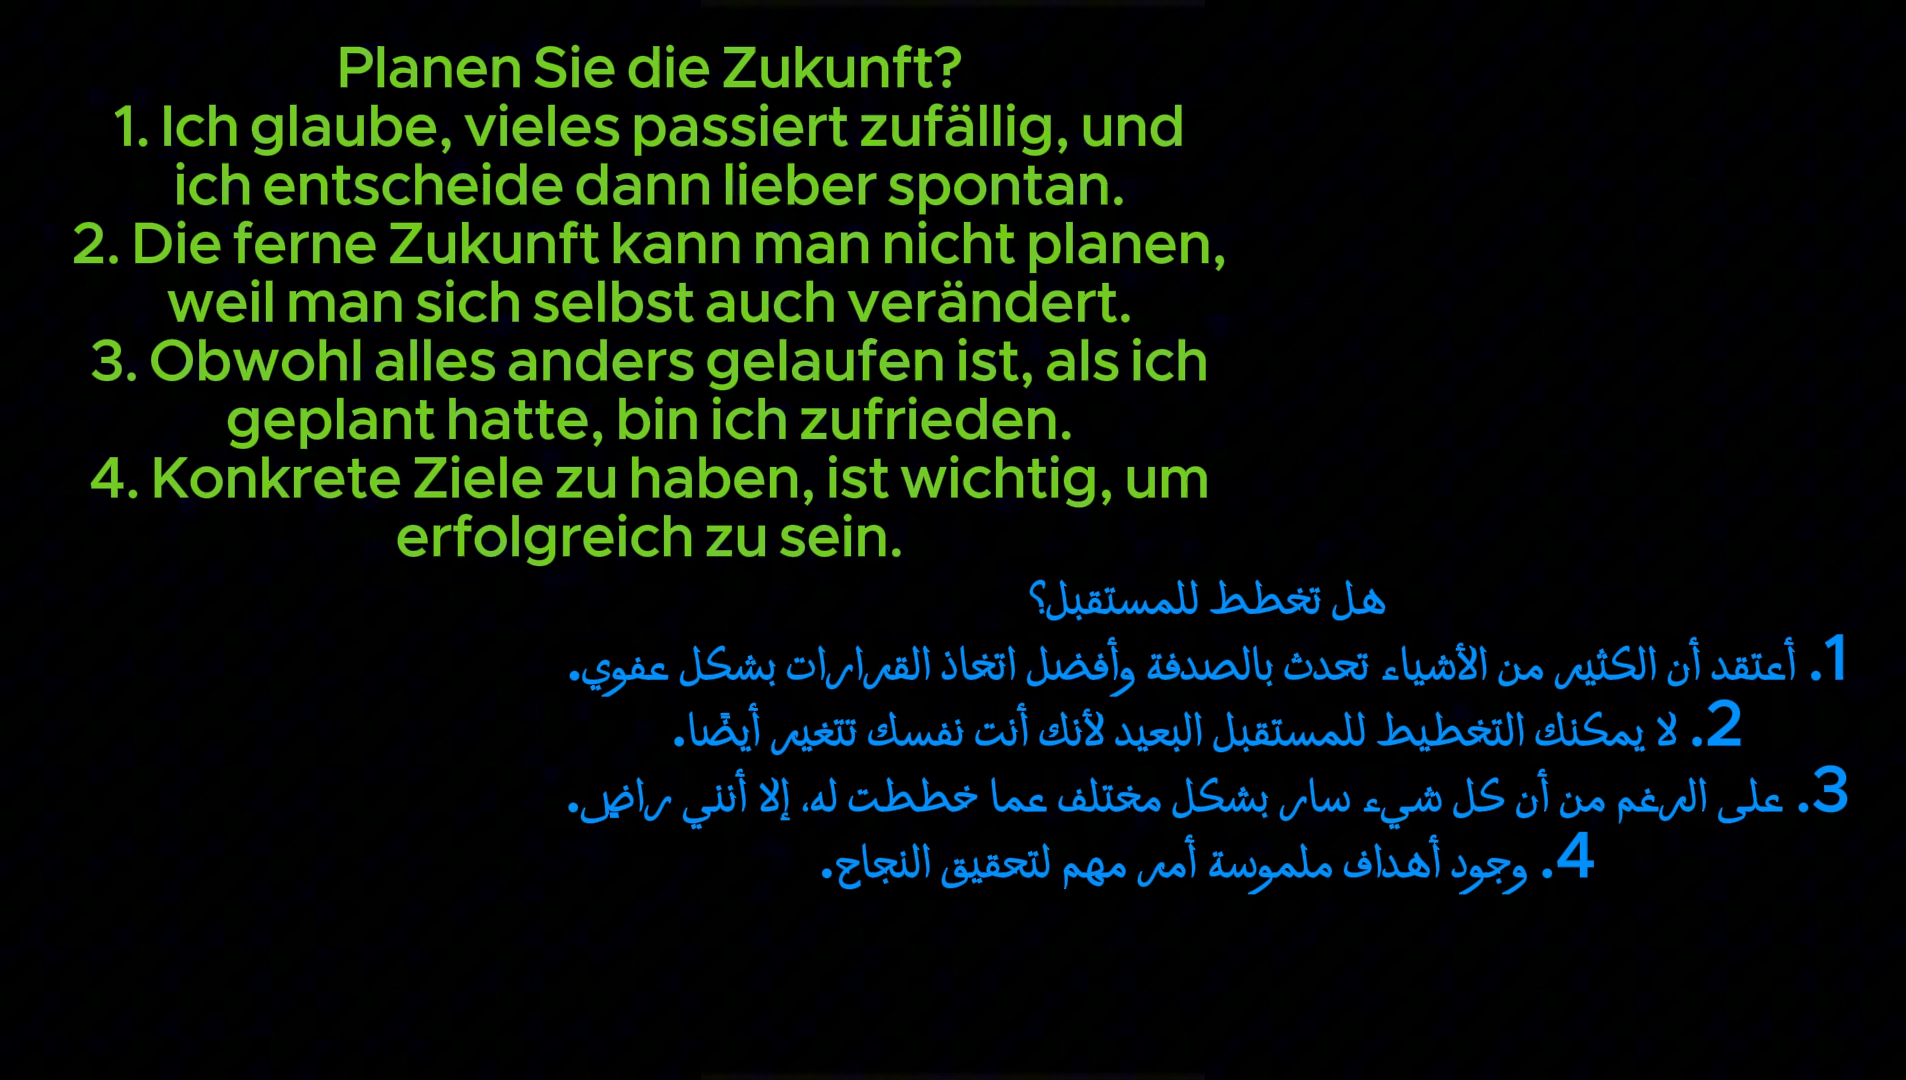 Planen Sie die Zukunft?
1. Ich glaube, vieles passiert zufällig, und
ich entscheide dann lieber spontan.
2. Die ferne Zukunft kann man nicht planen,
weil man sich selbst auch verändert.
3. Obwohl alles anders gelaufen ist, als ich
geplant hatte, bin ich zufrieden.
4. Konkrete Ziele zu haben, ist wichtig, um
erfolgreich zu sein.
هل تخطط للمستقبل؟
1. أعتقد أن الكثير من الأشياء تحدث بالصدفة وأفضل اتخاذ القرارات بشكل عفوي.
2. لا يمكنك التخطيط للمستقبل البعيد لأنك أنت نفسك تتغير أيضًا.
3. على الرغم من أن كل شيء سار بشكل مختلف عما خططت له، إلا أنني راضٍ.
4. وجود أهداف ملموسة أمر مهم لتحقيق النجاح.